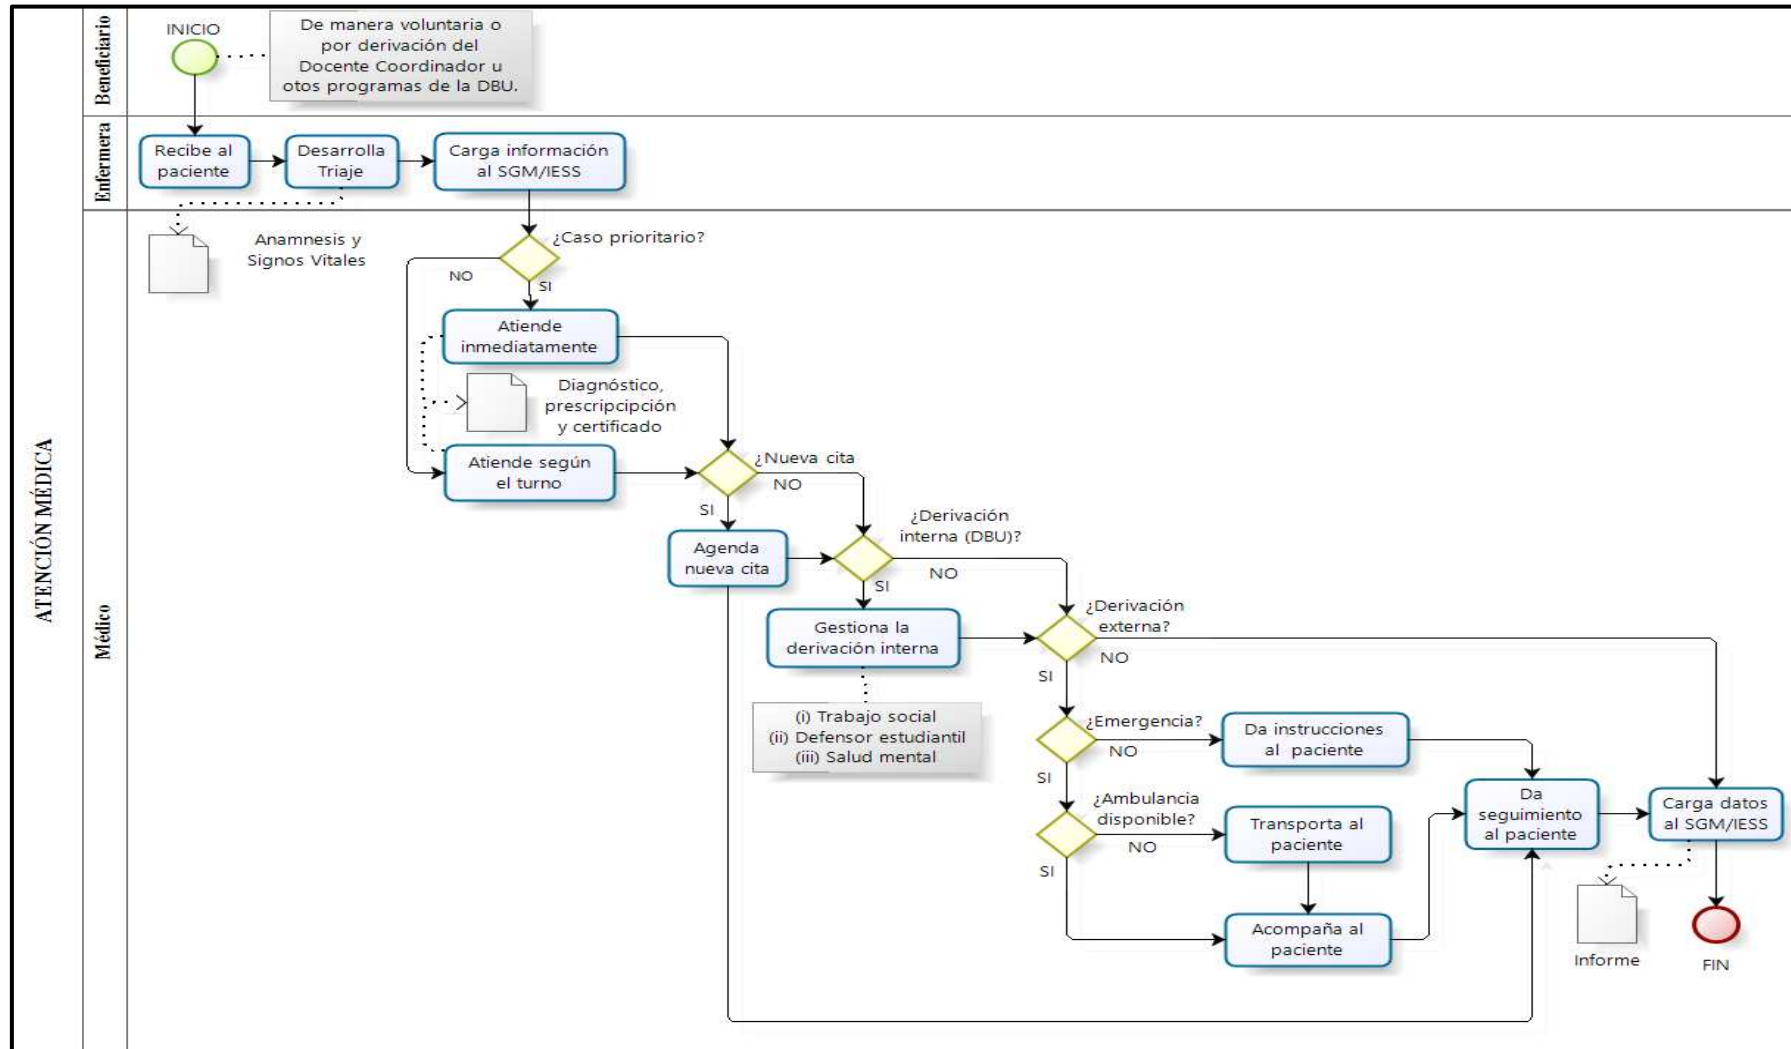 ATENCIÓN MÉDICA
Beneficiario
INICIO
De manera voluntaria o
por derivación del
Docente Coordinador u
otos programas de la DBU.
Enfermera
Recibe al
paciente
Desarrolla
Triaje
Carga información
al SGM/IESS
Médico
Anamnesis y
Signos Vitales
¿Caso prioritario?
NO
SI
Atiende
inmediatamente
Diagnóstico,
prescripcipción
y certificado
Atiende según
el turno
¿Nueva cita
NO
SI
Agenda
nueva cita
¿Derivación
interna (DBU)?
NO
SI
Gestiona la
derivación interna
(i) Trabajo social
(ii) Defensor estudiantil
(iii) Salud mental
¿Derivación
externa?
NO
SI
¿Emergencia?
NO
SI
Da instrucciones
al paciente
¿Ambulancia
disponible?
NO
SI
Transporta al
paciente
Acompaña al
paciente
Da
seguimiento
al paciente
Carga datos
al SGM/IESS
Informe
FIN